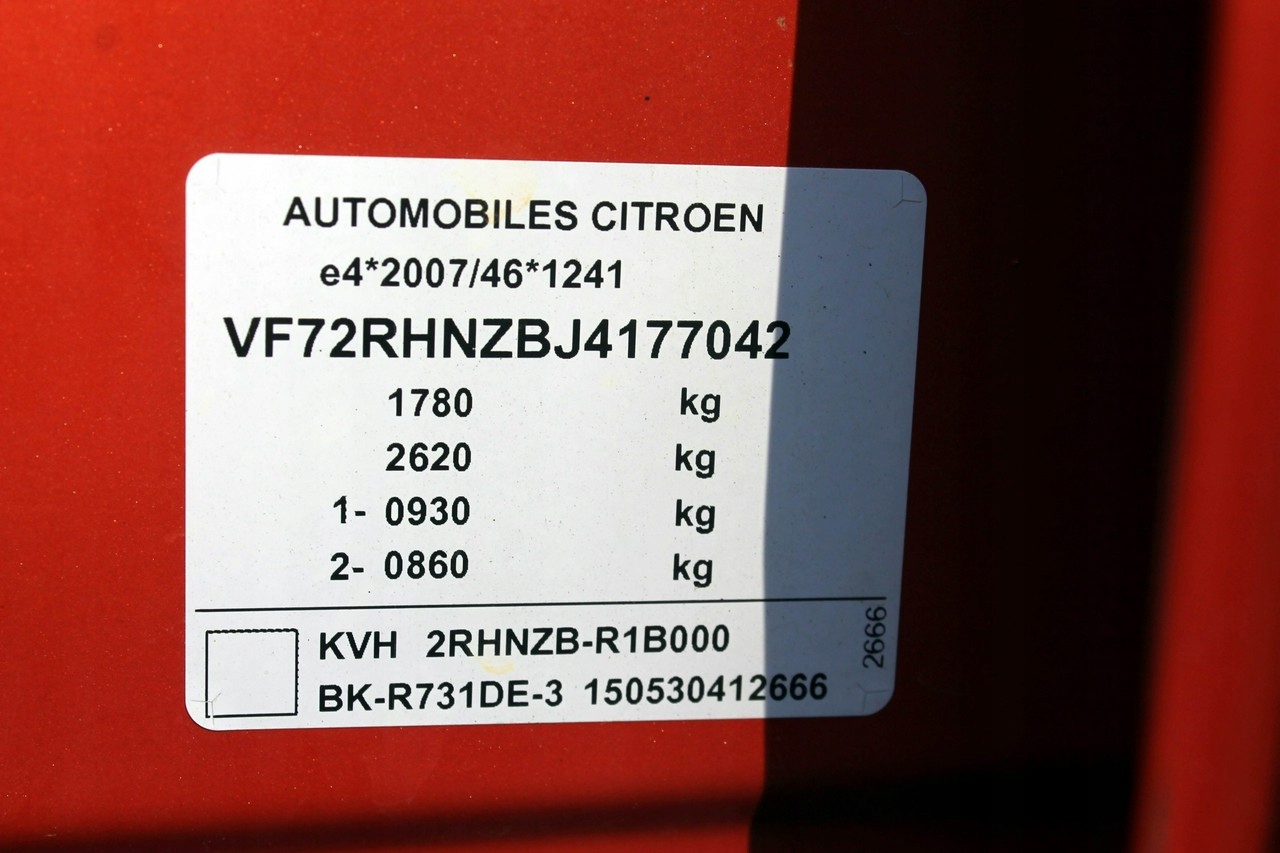 AUTOMOBILES CITROEN
e4*2007/46*1241
VF72RHNZBJ4177042
1780 kg
2620 kg
1- 0930 kg
2- 0860 kg
KVH 2RHNZB-R1B000
BK-R731DE-3 150530412666
2666